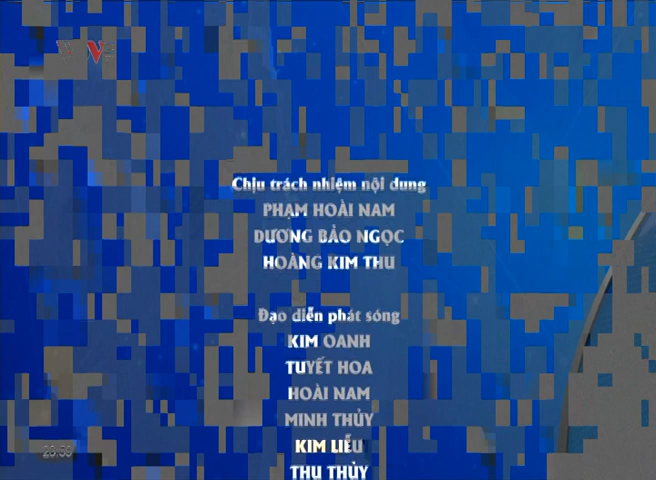 Chịu trách nhiệm nội dung
PHẠM HOÀI NAM
DƯƠNG BẢO NGỌC
HOÀNG KIM THU
Đạo diễn phát sóng
KIM OANH
TUYẾT HOA
HOÀI NAM
MINH THỦY
KIM LIỄU
THU THỦY